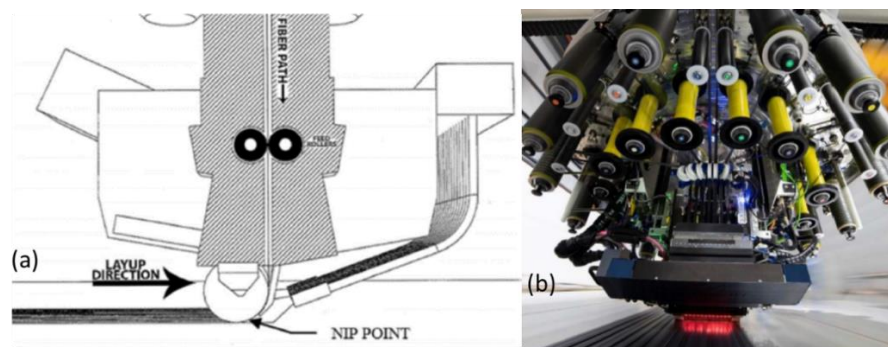 FIBER PATH
FEED
ROLLERS
(a)
LAYUP
DIRECTION
NIP POINT
(b)